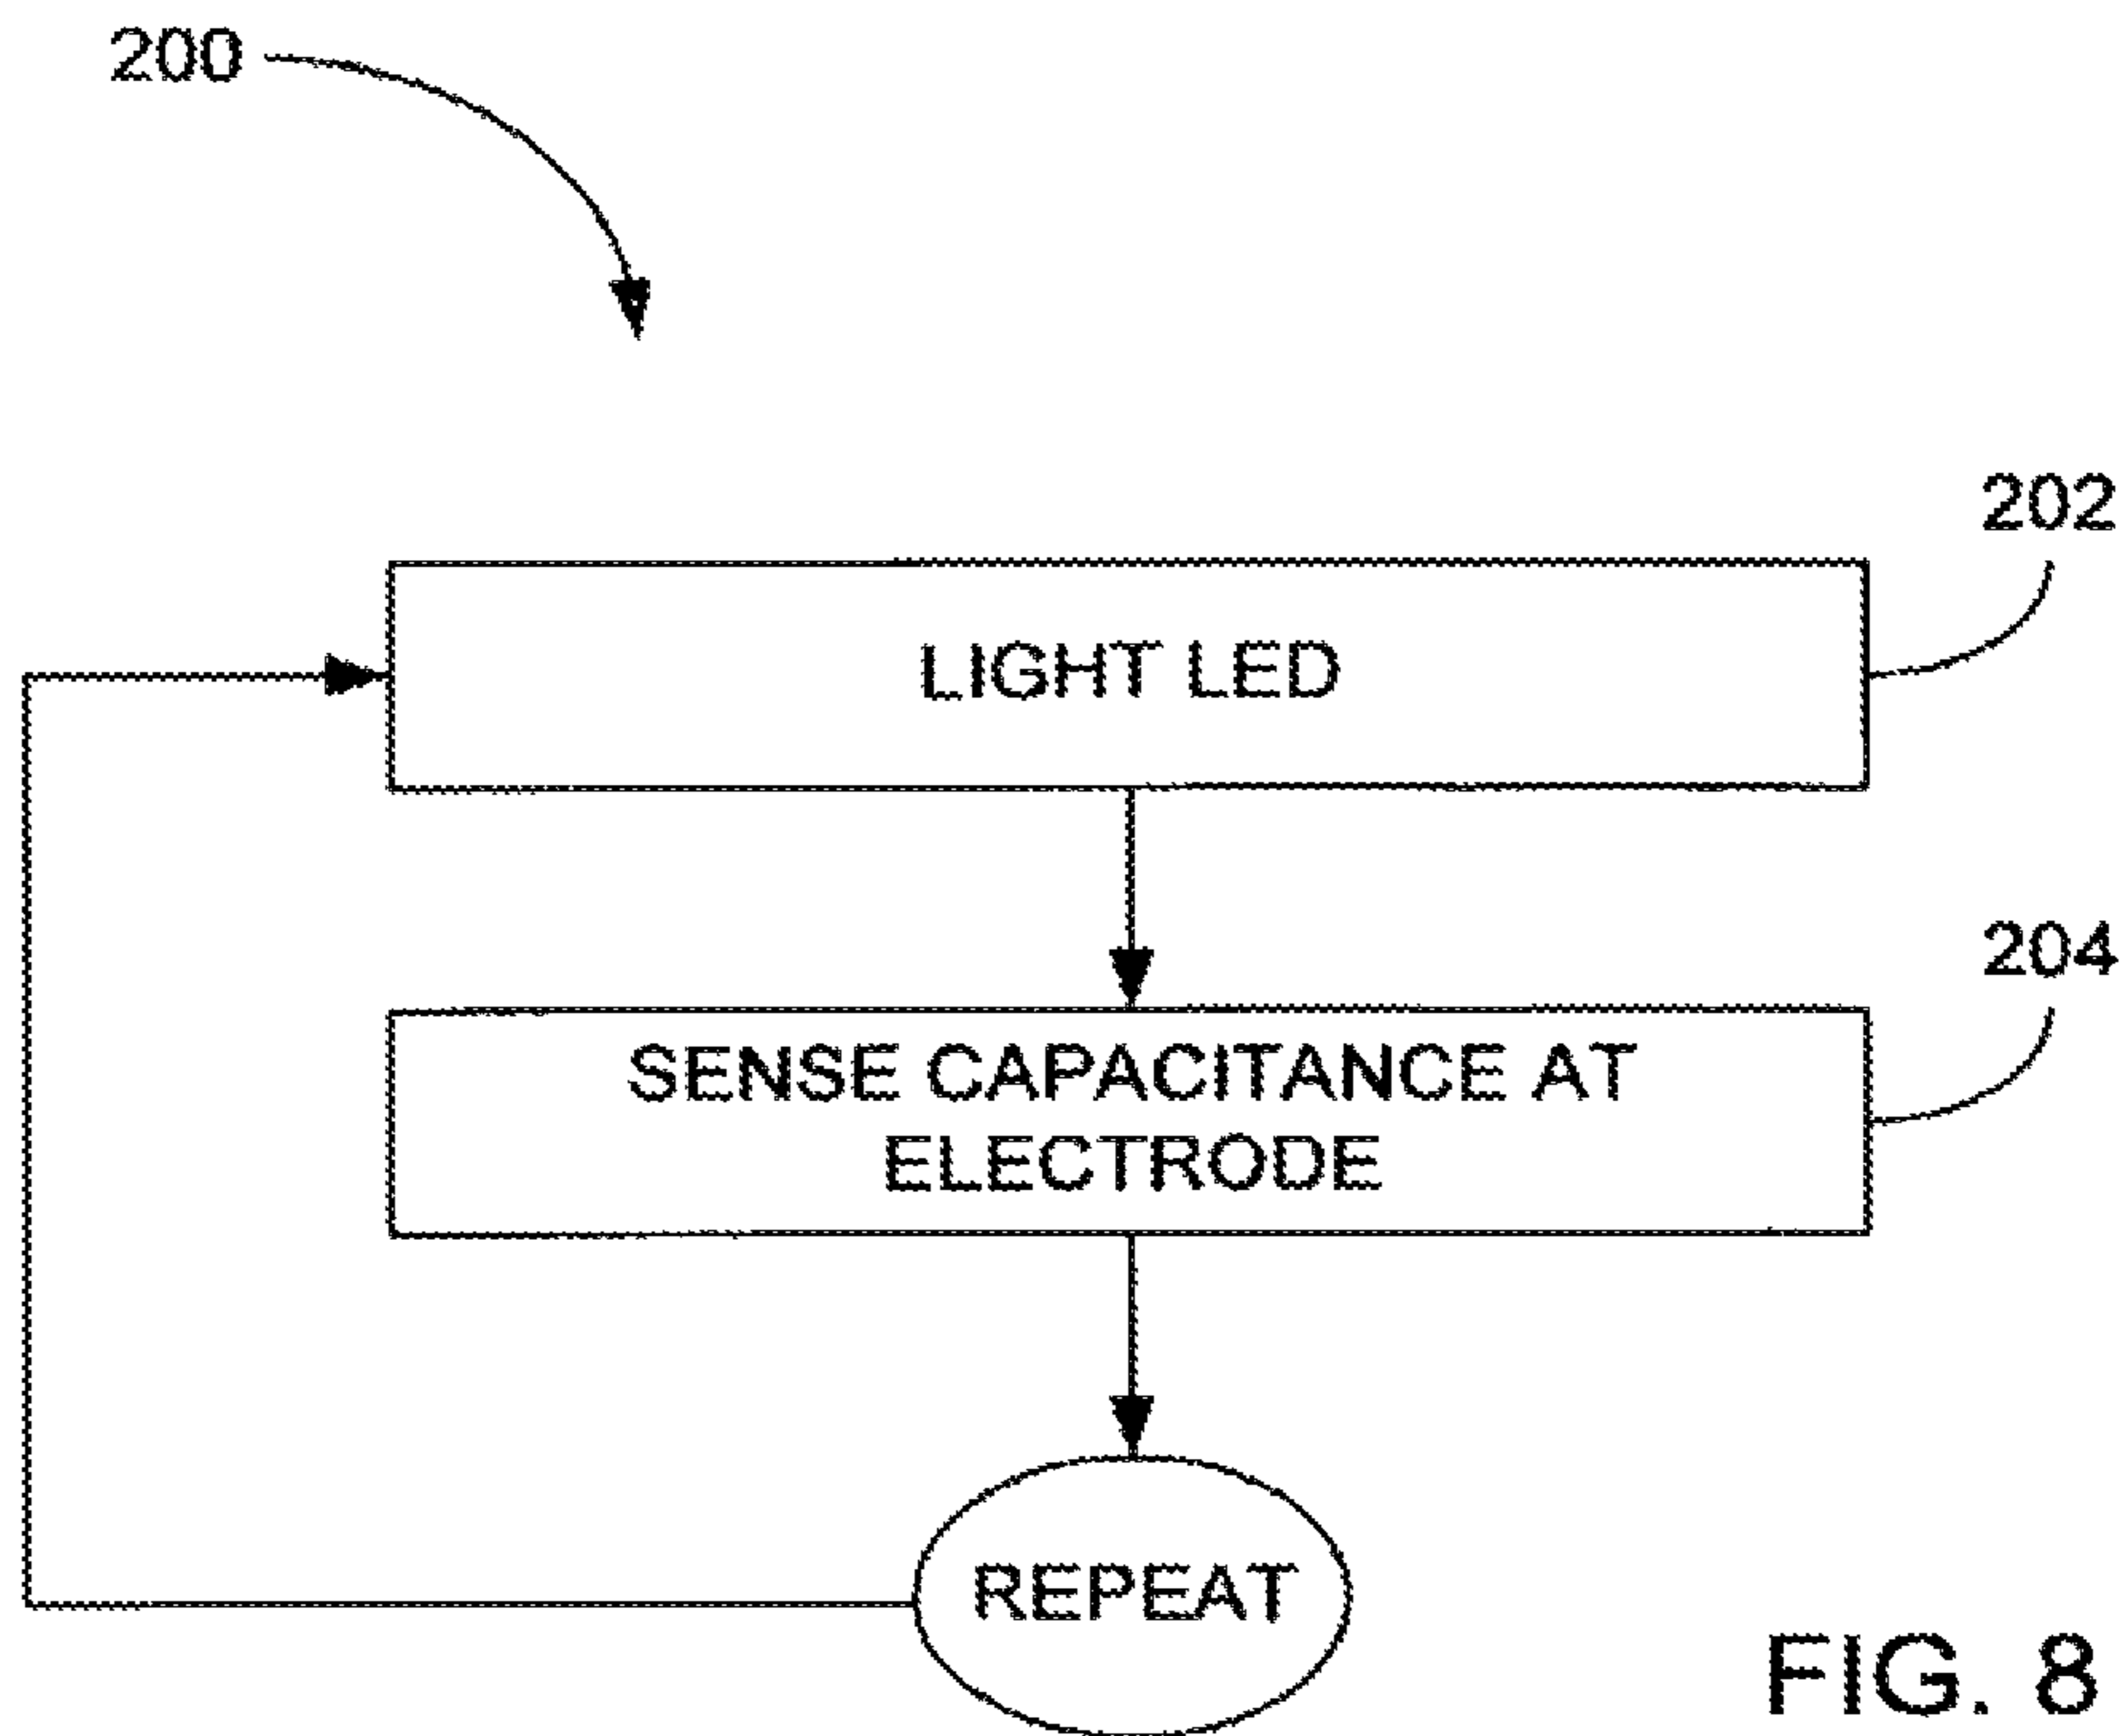 200
202
LIGHT LED
204
SENSE CAPACITANCE AT
ELECTRODE
REPEAT
FIG. 8